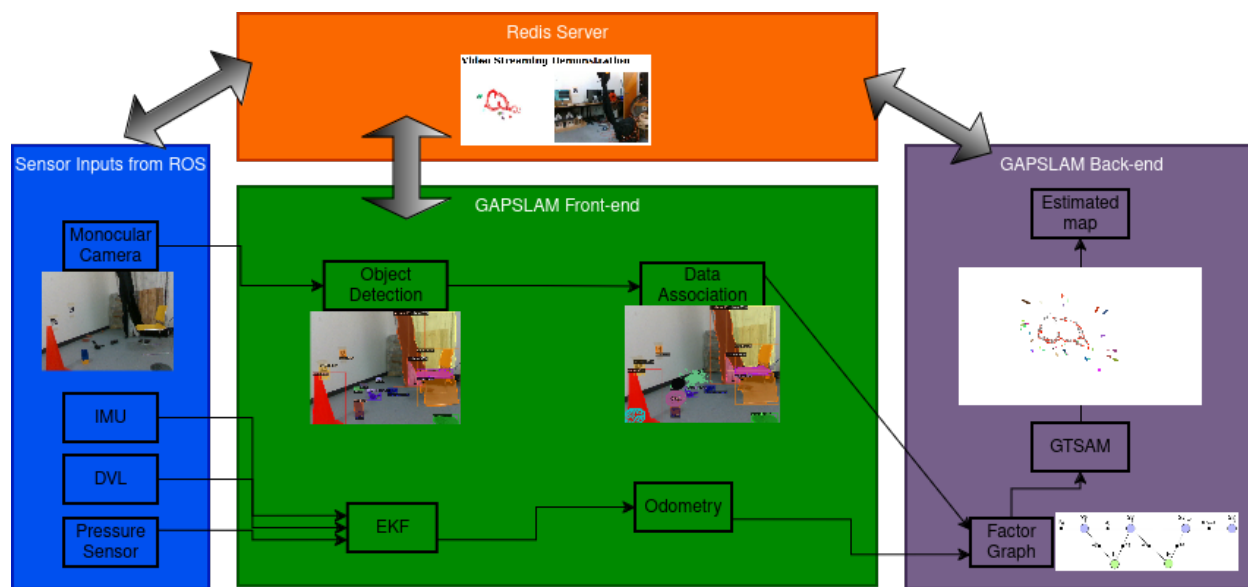 Redis Server
Video Streaming Demonstration
Sensor Inputs from ROS
Monocular
Camera
IMU
DVL
Pressure
Sensor
GAPSLAM Front-end
Object
Detection
Data
Association
EKF
Odometry
GAPSLAM Back-end
Estimated
map
GTSAM
Factor
Graph